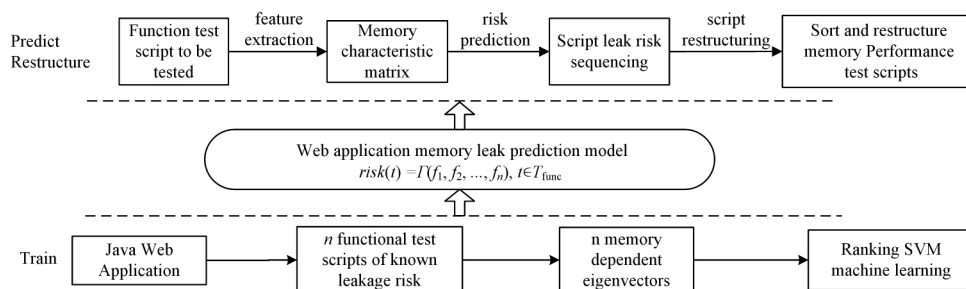 Predict
Restructure
Function test
script to be
tested
feature
extraction
Memory
characteristic
matrix
risk
prediction
Script leak risk
sequencing
script
restructuring
Sort and restructure
memory Performance
test scripts
Web application memory leak prediction model
risk(t) =Γ(f1, f2, ..., fn), t∈Tfunc
Train
Java Web
Application
n functional test
scripts of known
leakage risk
n memory
dependent
eigenvectors
Ranking SVM
machine learning